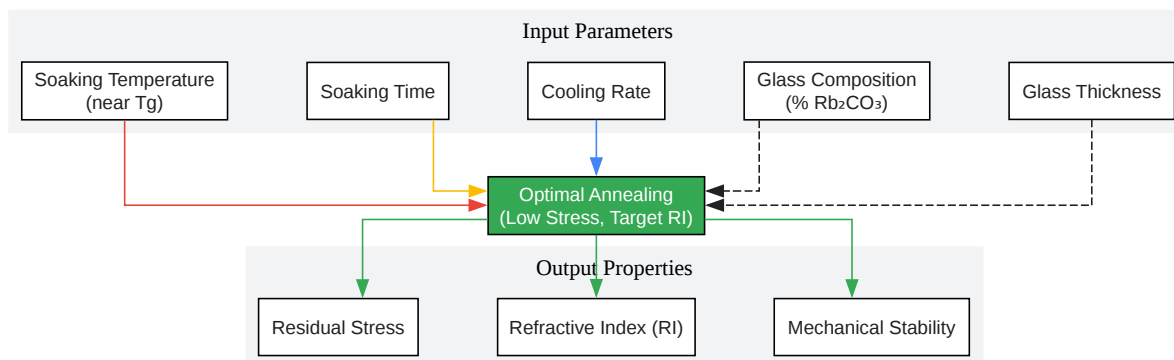 Input Parameters
Soaking Temperature
(near Tg)
Soaking Time
Cooling Rate
Glass Composition
(% Rb₂CO₃)
Glass Thickness
Optimal Annealing
(Low Stress, Target RI)
Output Properties
Residual Stress
Refractive Index (RI)
Mechanical Stability